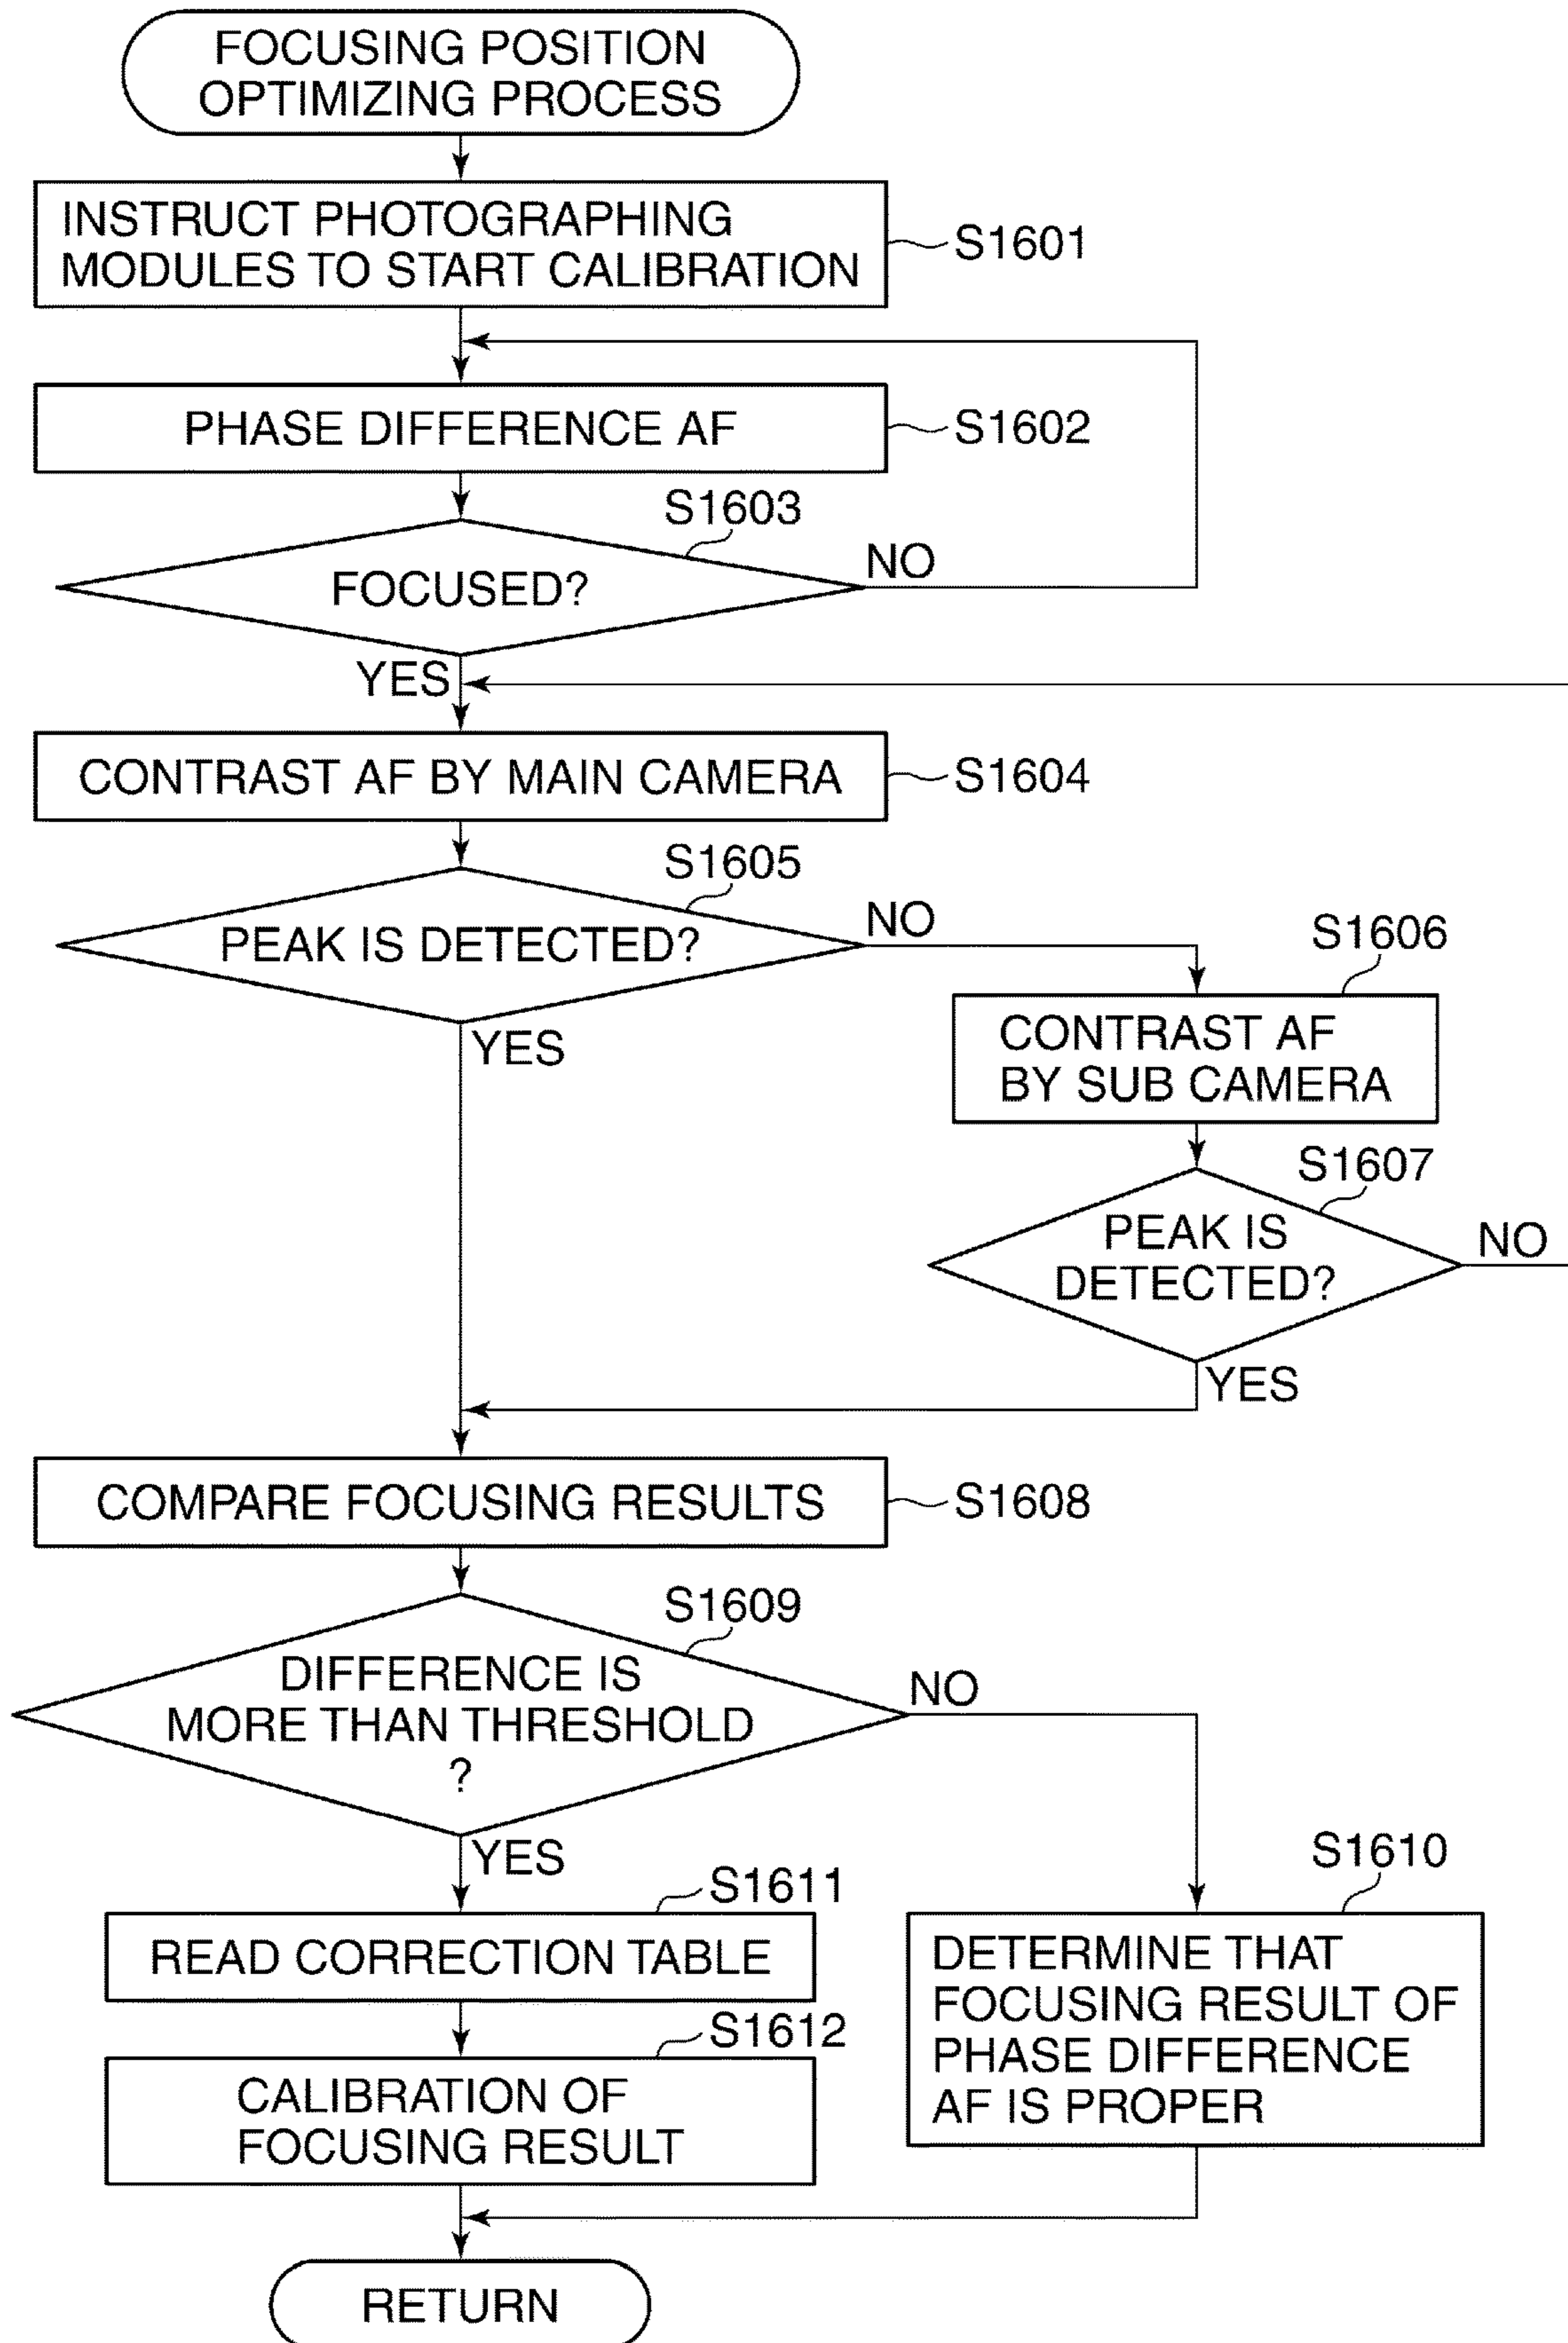 FOCUSING POSITION
OPTIMIZING PROCESS
INSTRUCT PHOTOGRAPHING
MODULES TO START CALIBRATION
S1601
PHASE DIFFERENCE AF
S1602
S1603
FOCUSED?
NO
YES
CONTRAST AF BY MAIN CAMERA
S1604
S1605
PEAK IS DETECTED?
NO
YES
S1606
CONTRAST AF
BY SUB CAMERA
S1607
PEAK IS
DETECTED?
NO
YES
COMPARE FOCUSING RESULTS
S1608
S1609
DIFFERENCE IS
MORE THAN THRESHOLD
?
NO
YES
S1610
DETERMINE THAT
FOCUSING RESULT OF
PHASE DIFFERENCE
AF IS PROPER
S1611
READ CORRECTION TABLE
S1612
CALIBRATION OF
FOCUSING RESULT
RETURN